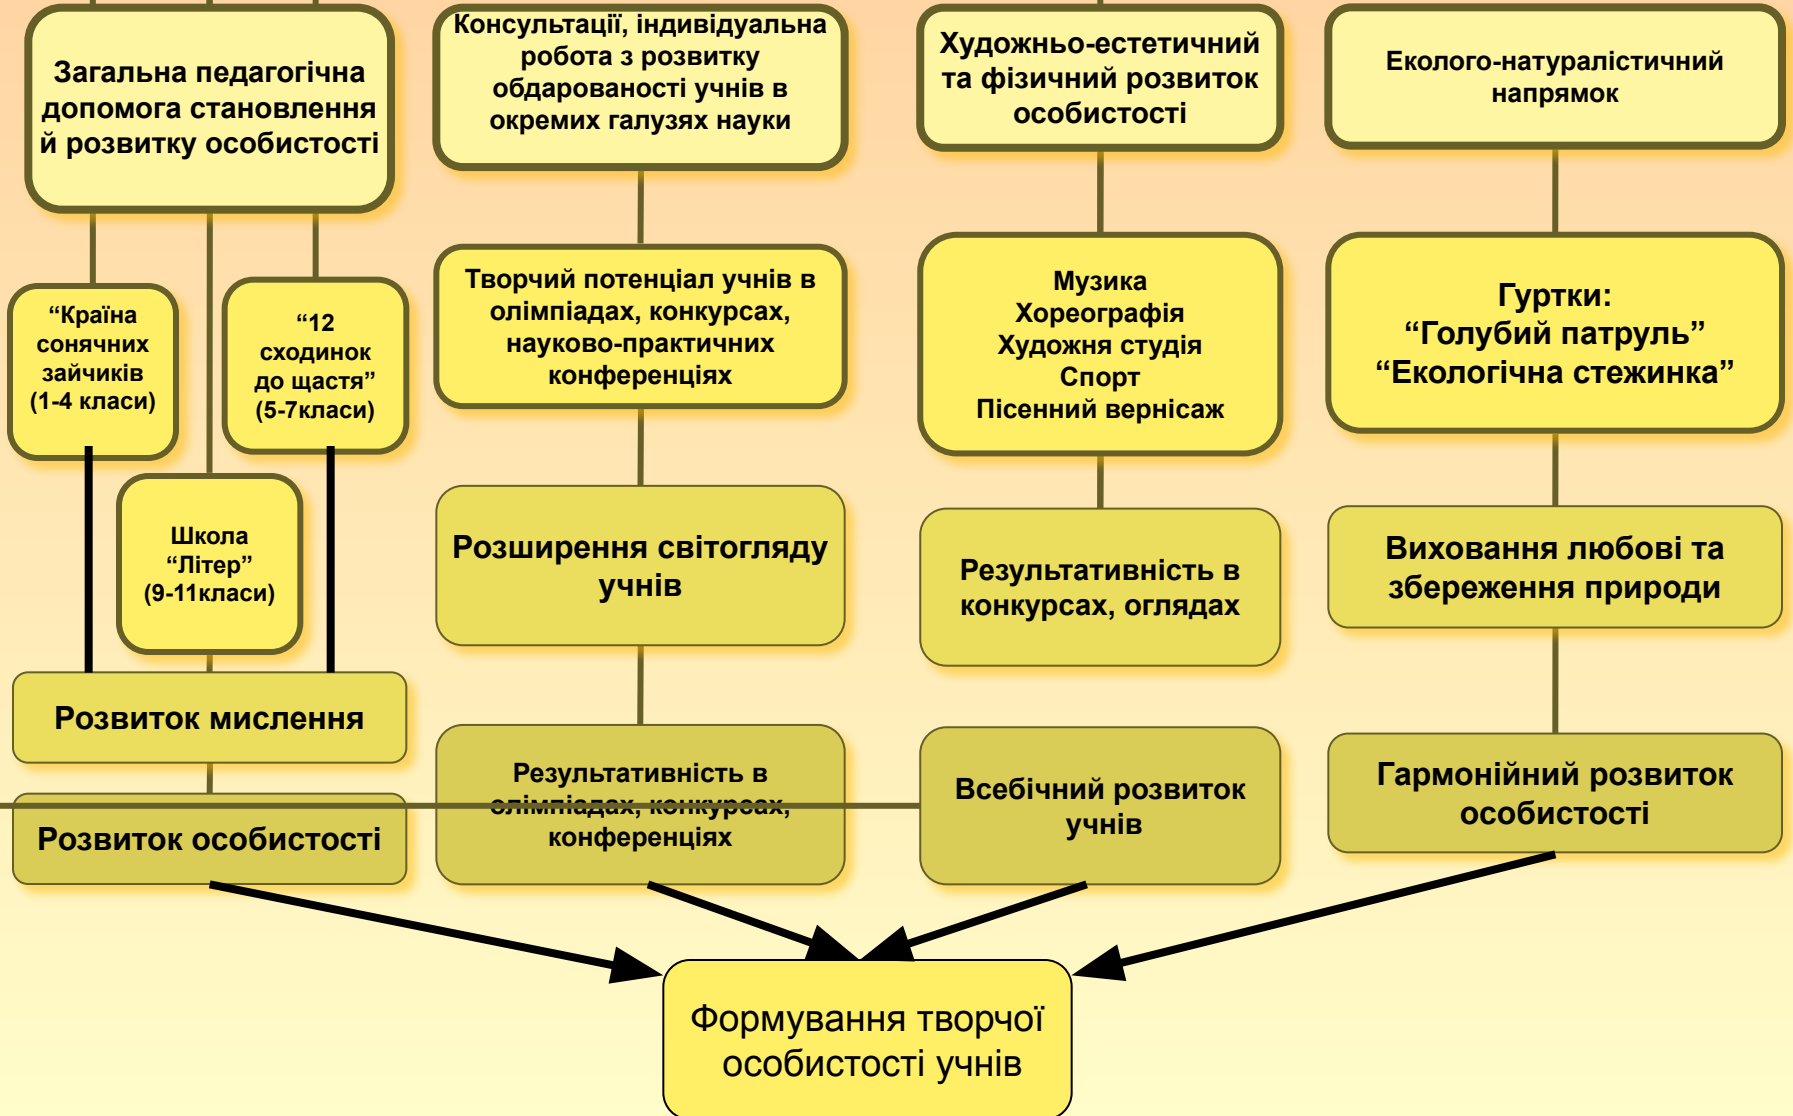 Загальна педагогічна
допомога становлення
й розвитку особистості
Консультації, індивідуальна
робота з розвитку
обдарованості учнів в
окремих галузях науки
Художньо-естетичний
та фізичний розвиток
особистості
Еколого-натуралістичний
напрямок
“Країна
сонячних
зайчиків
(1-4 класи)
“12
сходинок
до щастя”
(5-7класи)
Творчий потенціал учнів в
олімпіадах, конкурсах,
науково-практичних
конференціях
Музика
Хореографія
Художня студія
Спорт
Пісенний вернісаж
Гуртки:
“Голубий патруль”
“Екологічна стежинка”
Школа
“Літер”
(9-11класи)
Розширення світогляду
учнів
Результативність в
конкурсах, оглядах
Виховання любові та
збереження природи
Розвиток мислення
Результативність в
олімпіадах, конкурсах,
конференціях
Всебічний розвиток
учнів
Гармонійний розвиток
особистості
Розвиток особистості
Формування творчої
особистості учнів